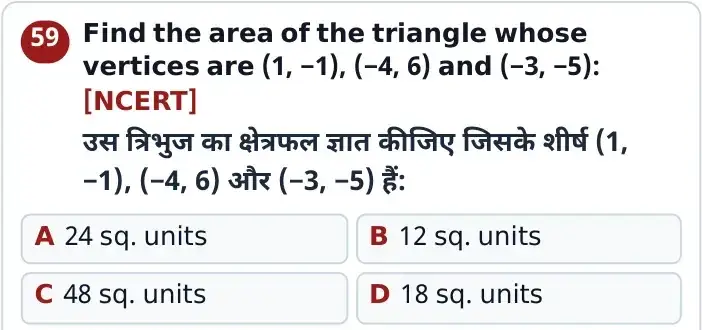 59 Find the area of the triangle whose
vertices are (1, −1), (−4, 6) and (−3, −5):
[NCERT]
उस त्रिभुज का क्षेत्रफल ज्ञात कीजिए जिसके शीर्ष (1,
−1), (−4, 6) और (−3, −5) हैं:
A 24 sq. units
B 12 sq. units
C 48 sq. units
D 18 sq. units